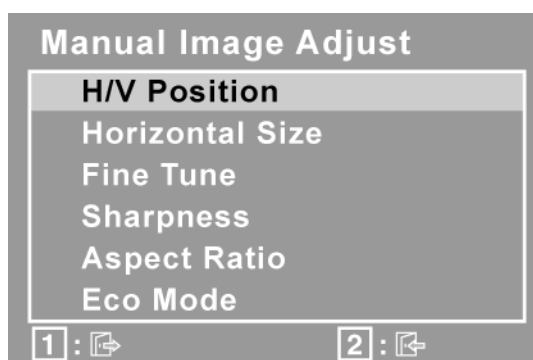 Manual Image Adjust
H/V Position
Horizontal Size
Fine Tune
Sharpness
Aspect Ratio
Eco Mode
1 : 2 :